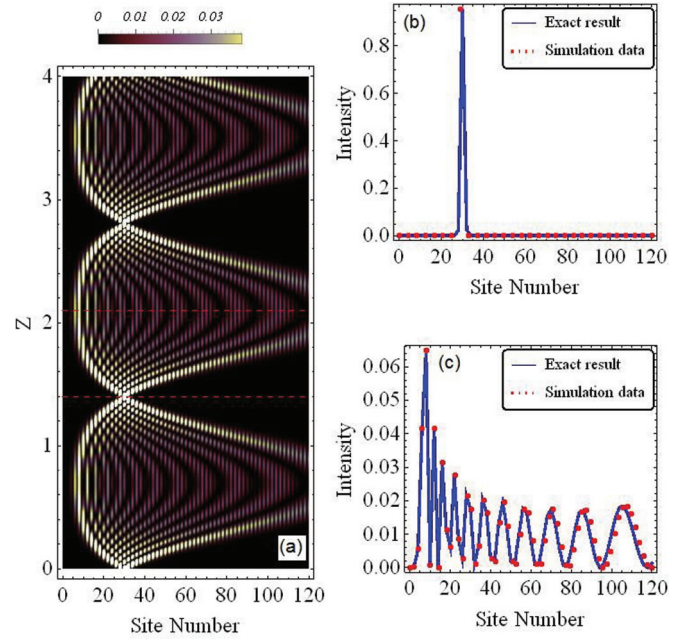 0 0.01 0.02 0.03
4
3
2
1
0
Z
0 20 40 60 80 100 120
Site Number
(a)
(b)
Exact result
Simulation data
0.8
0.6
0.4
0.2
0.0
Intensity
0 20 40 60 80 100 120
Site Number
(c)
Exact result
Simulation data
0.06
0.05
0.04
0.03
0.02
0.01
0.00
Intensity
0 20 40 60 80 100 120
Site Number